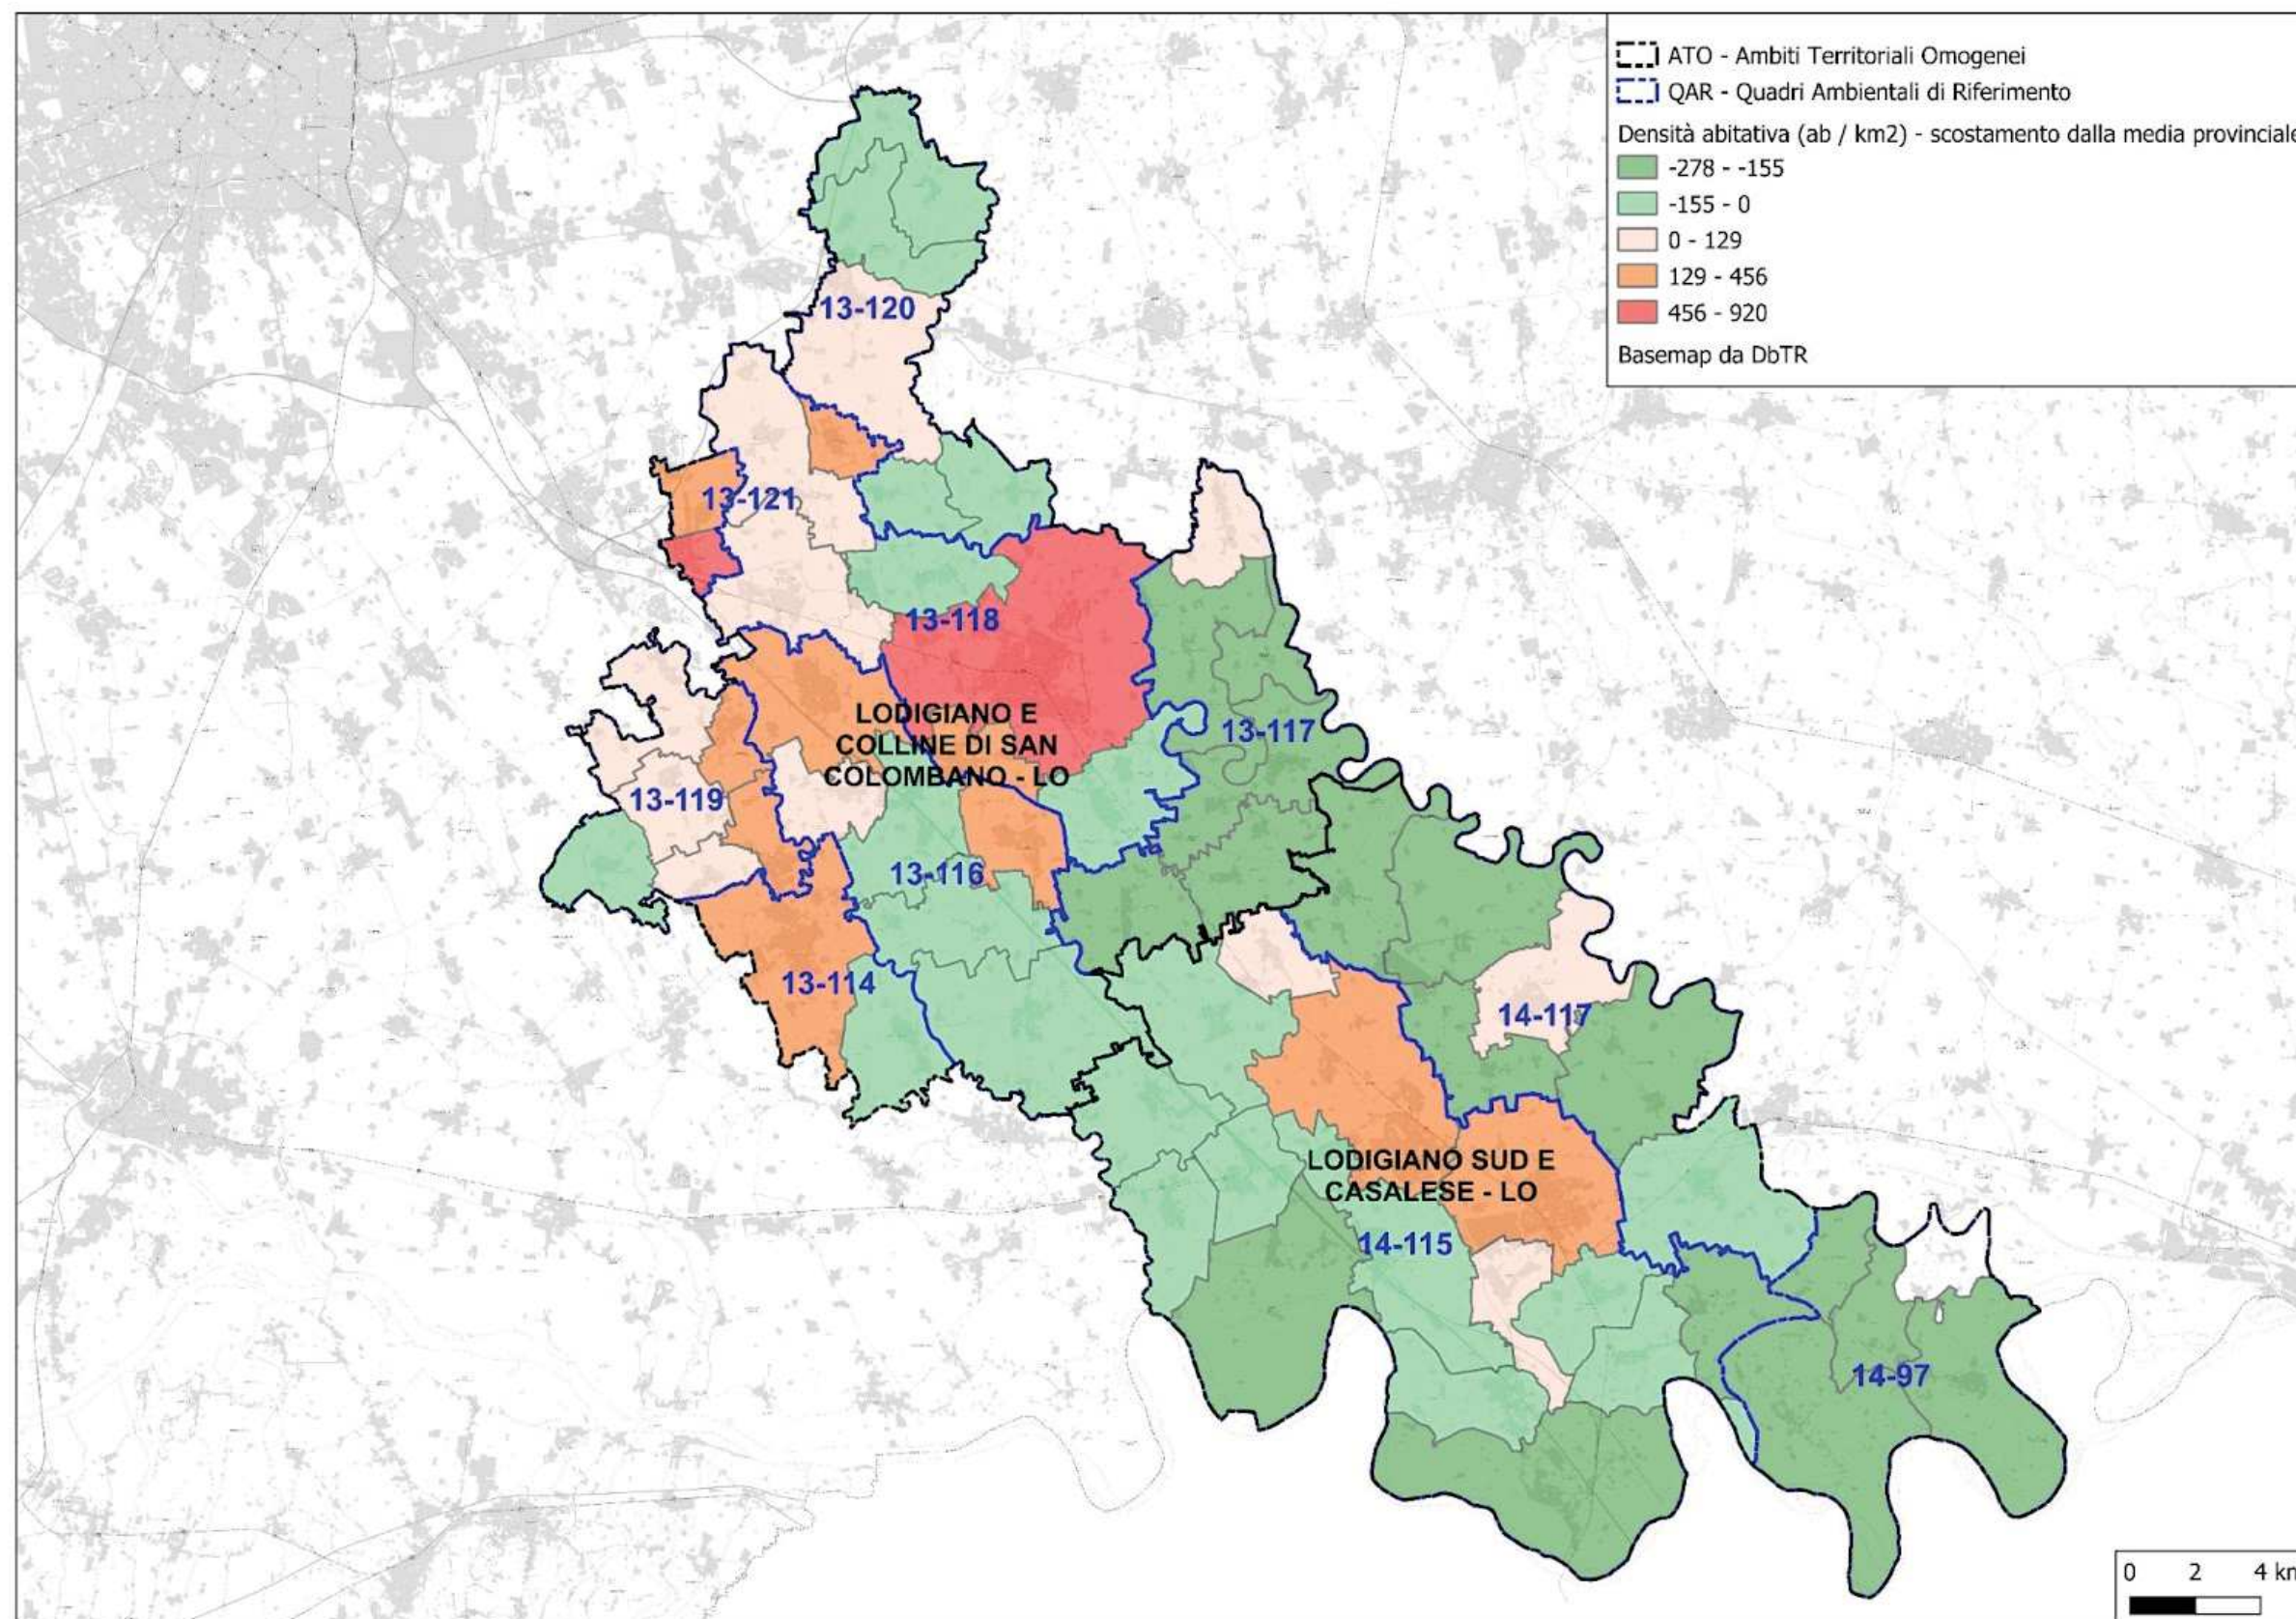 ATO - Ambiti Territoriali Omogenei
QAR - Quadri Ambientali di Riferimento
Densità abitativa (ab / km2) - scostamento dalla media provinciale
-278 - -155
-155 - 0
0 - 129
129 - 456
456 - 920
Basemap da DbTR
13-120
13-121
13-118
LODIGIANO E
COLLINE DI SAN
COLOMBANO - LO
13-117
13-119
13-116
13-114
14-117
LODIGIANO SUD E
CASALESE - LO
14-115
14-97
0 2 4 km